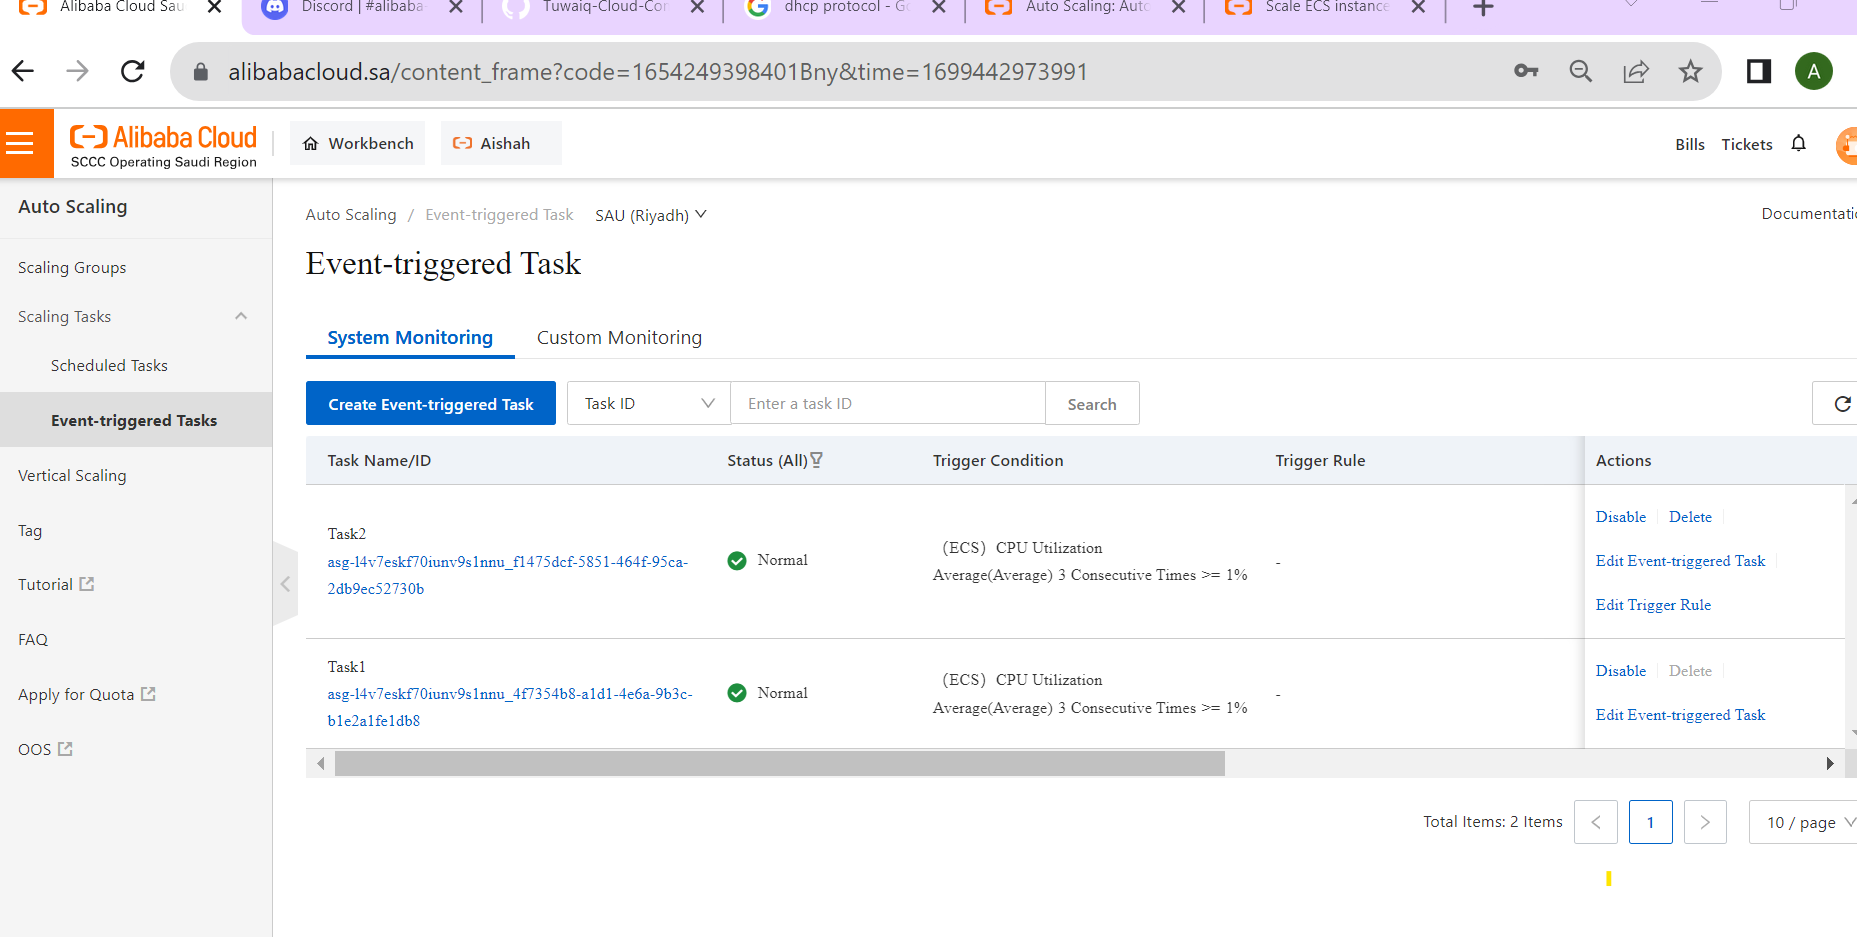 Alibaba Cloud Sau
Discord | #alibaba-
Tuwaiq-Cloud-Con
dhcp protocol - Go
Auto Scaling: Auto
Scale ECS instance
alibabacloud.sa/content_frame?code=1654249398401Bny&time=1699442973991
A
Alibaba Cloud
SCCC Operating Saudi Region
Workbench
Aishah
Bills
Tickets
Auto Scaling
Scaling Groups
Scaling Tasks
Scheduled Tasks
Event-triggered Tasks
Vertical Scaling
Tag
Tutorial
FAQ
Apply for Quota
OOS
Auto Scaling / Event-triggered Task SAU (Riyadh)
Documentatio
Event-triggered Task
System Monitoring
Custom Monitoring
Create Event-triggered Task
Task ID
Enter a task ID
Search
Task Name/ID
Status (All)
Trigger Condition
Trigger Rule
Actions
Task2
asg-l4v7eskf70iunv9s1nnu_f1475dcf-5851-464f-95ca-
2db9ec52730b
Normal
（ECS）CPU Utilization
Average(Average) 3 Consecutive Times >= 1%
-
Disable
Delete
Edit Event-triggered Task
Edit Trigger Rule
Task1
asg-l4v7eskf70iunv9s1nnu_4f7354b8-a1d1-4e6a-9b3c-
b1e2a1fe1db8
Normal
（ECS）CPU Utilization
Average(Average) 3 Consecutive Times >= 1%
-
Disable
Delete
Edit Event-triggered Task
Total Items: 2 Items
1
10 / page